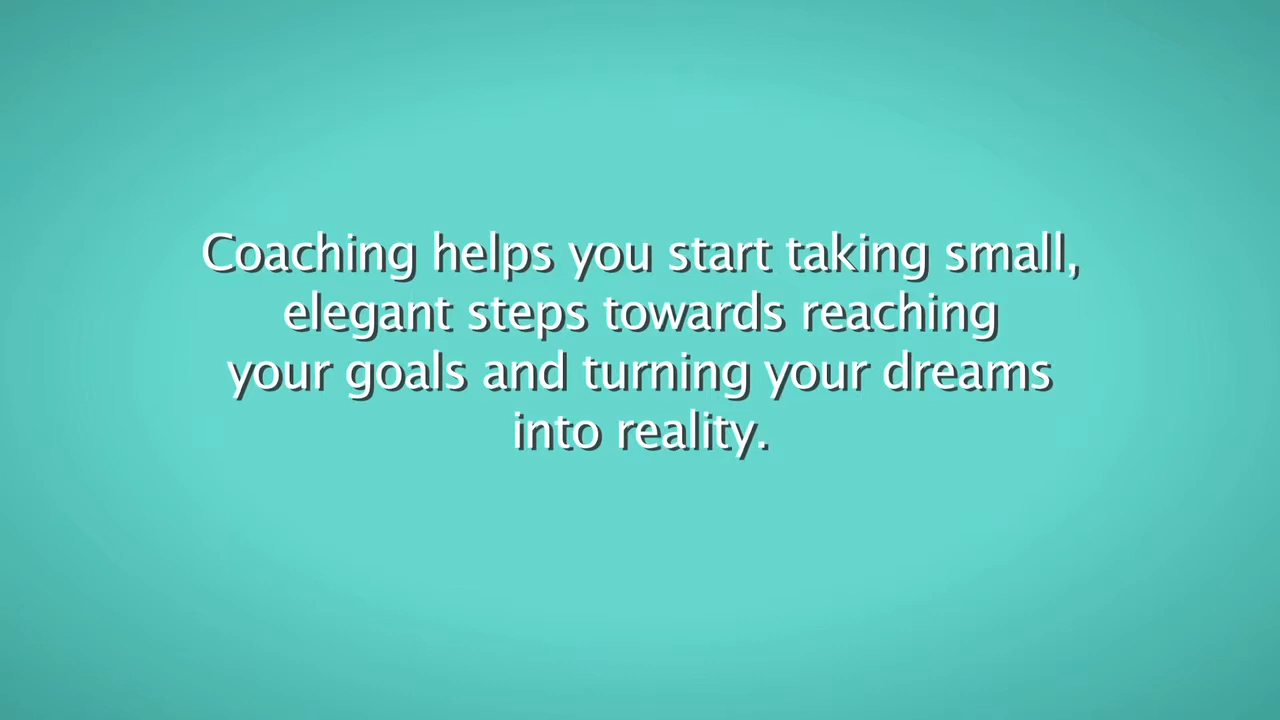 Coaching helps you start taking small,
elegant steps towards reaching
your goals and turning your dreams
into reality.